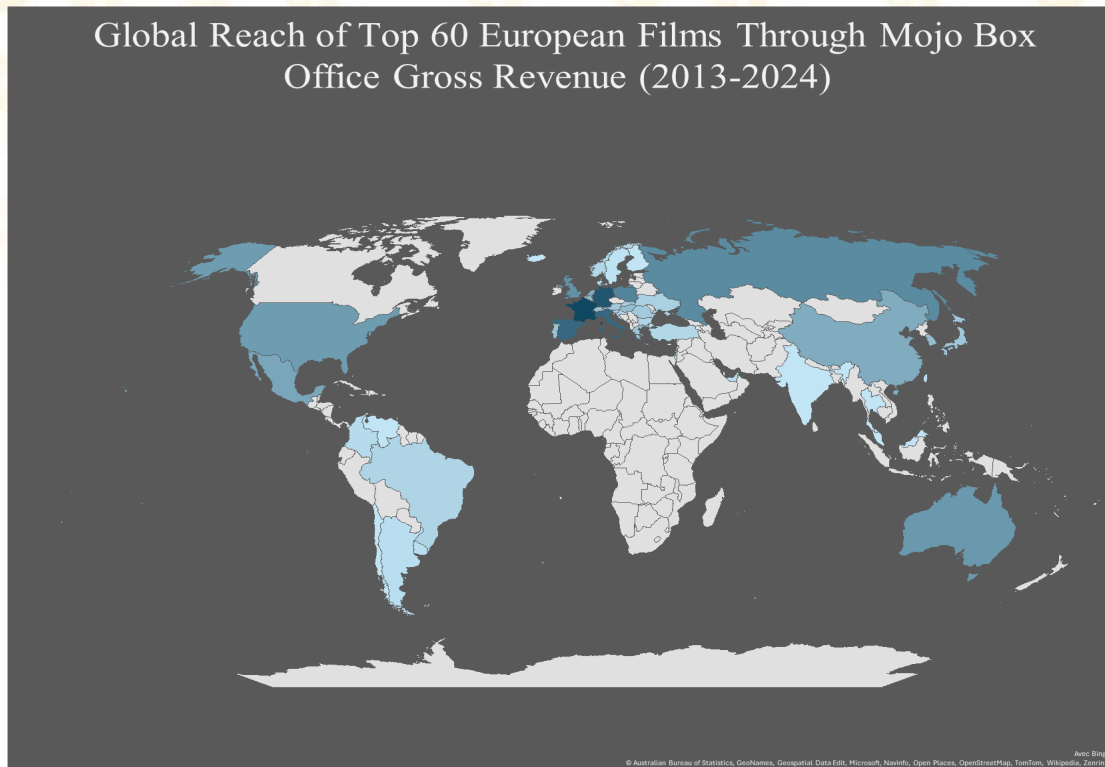 Global Reach of Top 60 European Films Through Mojo Box
Office Gross Revenue (2013-2024)
Avec Bing
© Australian Bureau of Statistics, GeoNames, Geospatial Data Edit, Microsoft, Navinfo, Open Places, OpenStreetMap, TomTom, Wikipedia, Zenrin